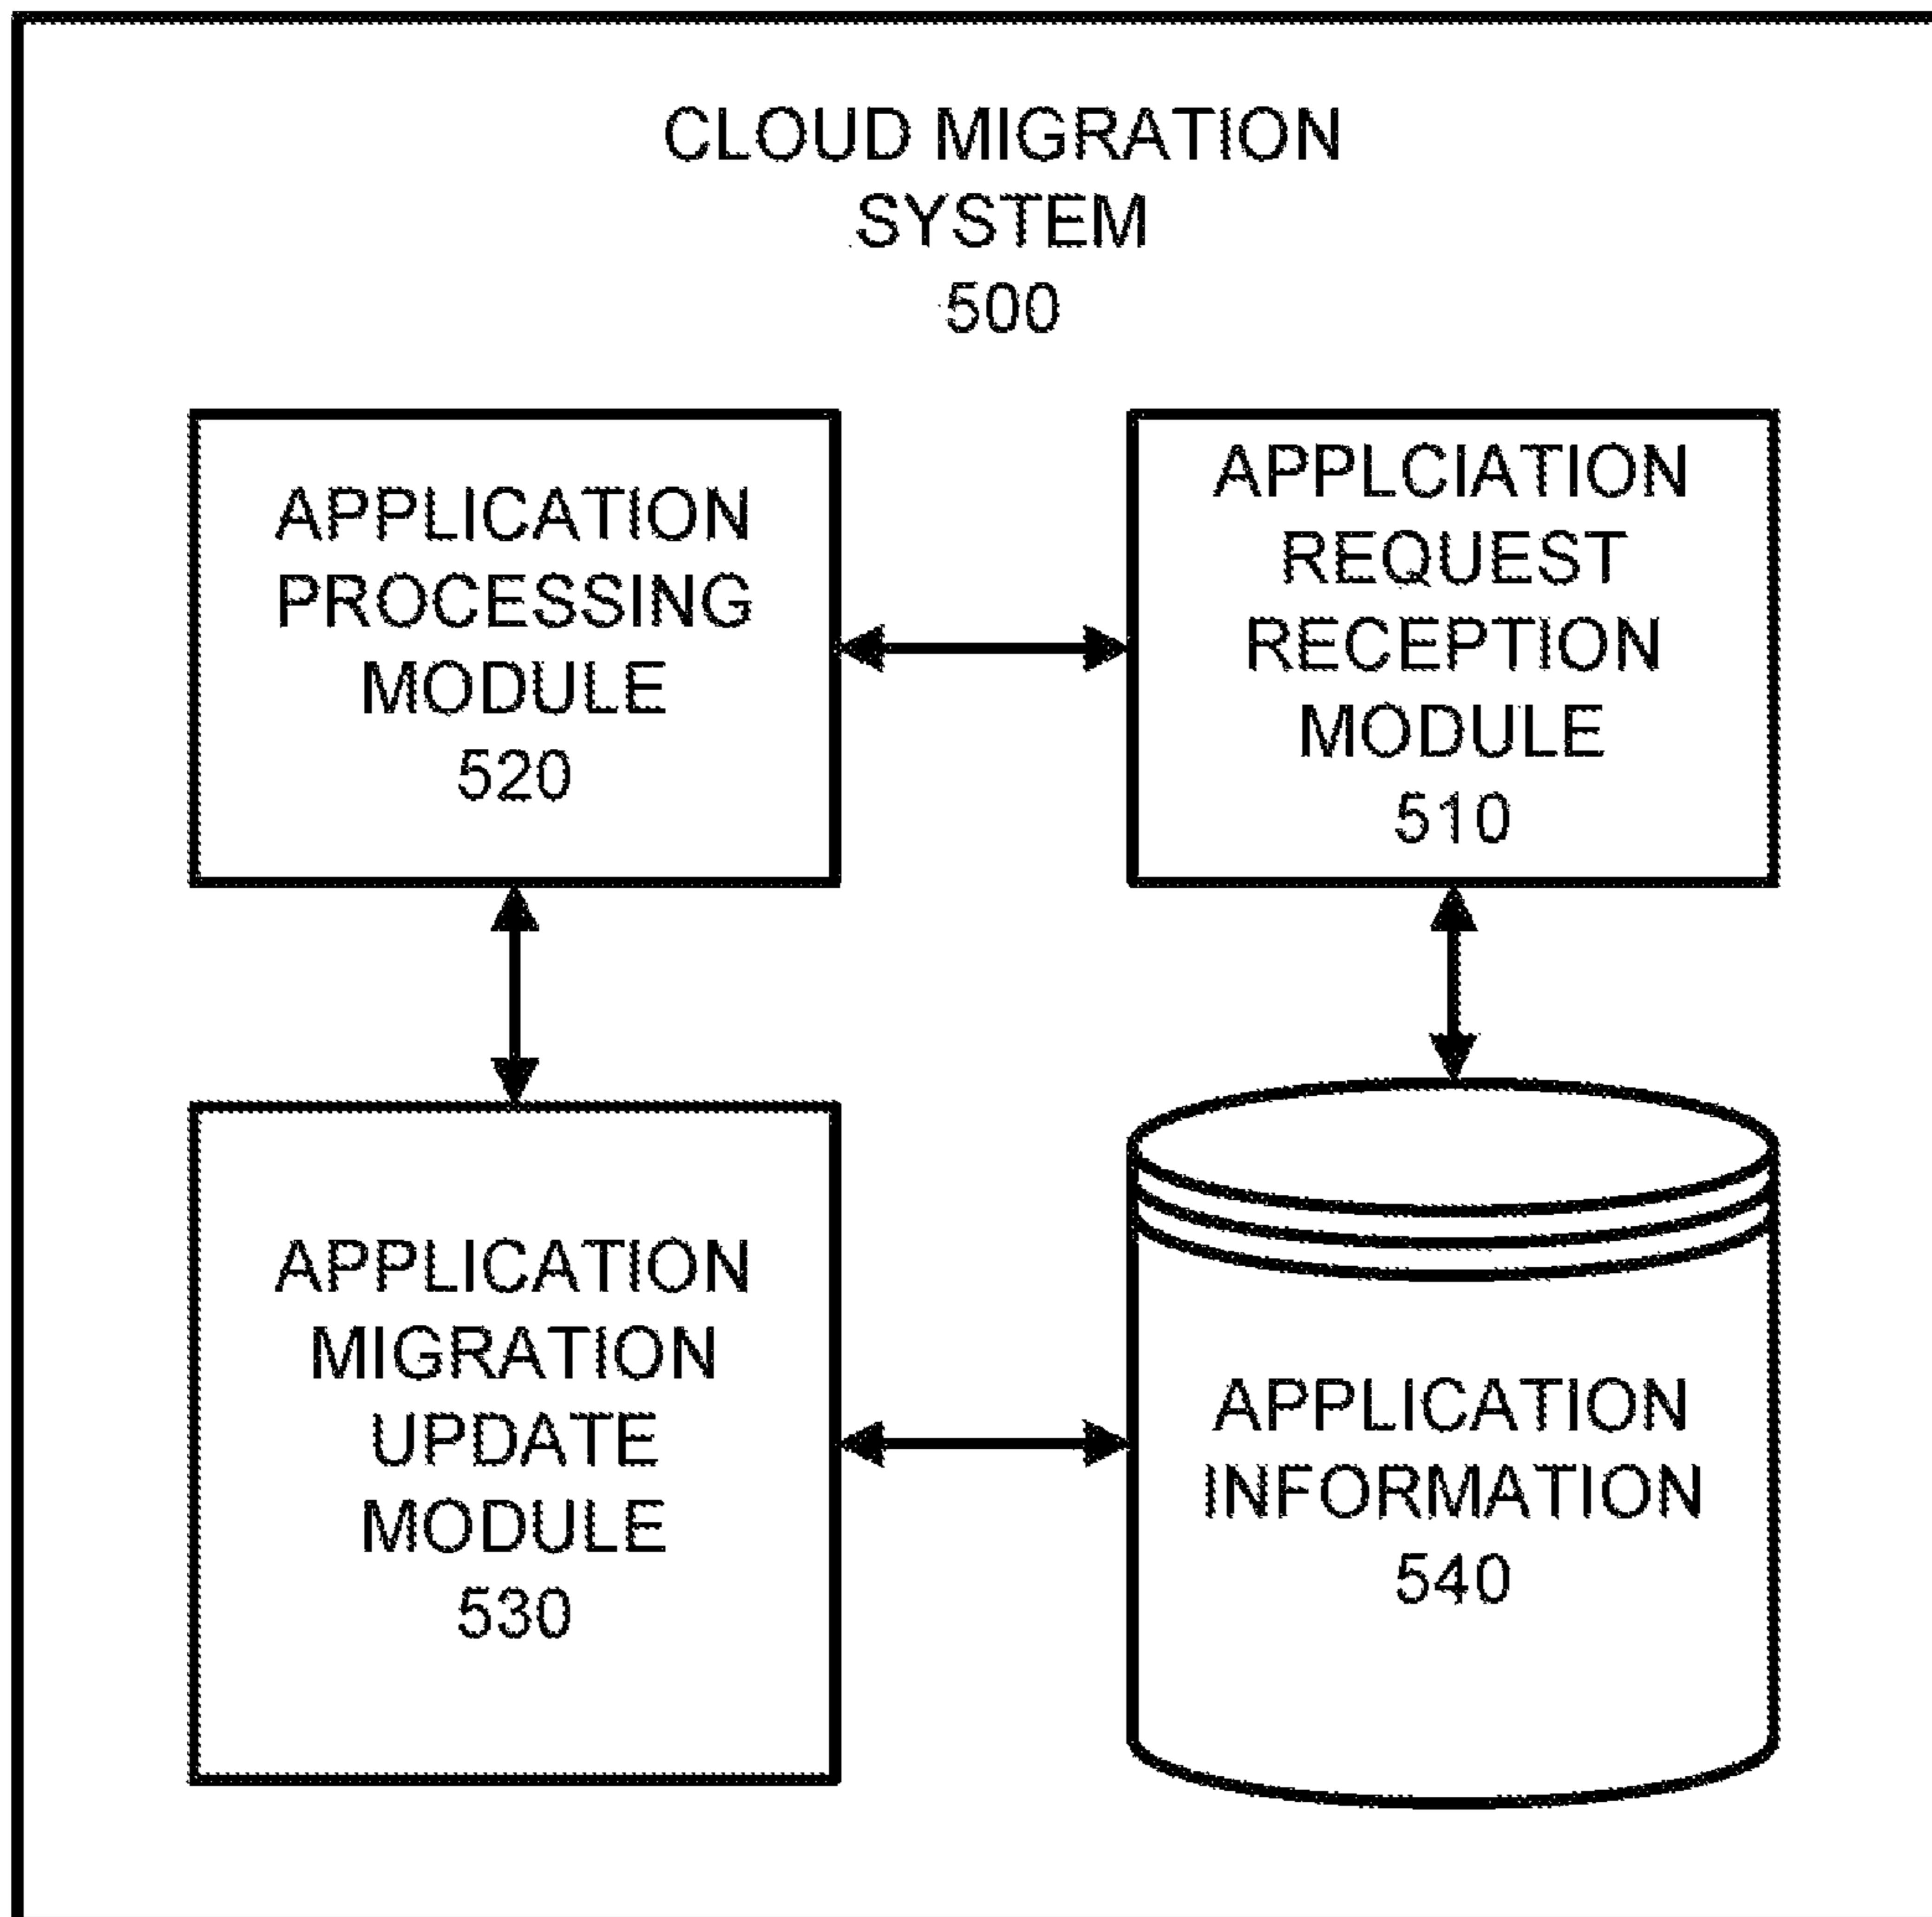 CLOUD MIGRATION
SYSTEM
500
APPLICATION
PROCESSING
MODULE
520
APPLCIATION
REQUEST
RECEPTION
MODULE
510
APPLICATION
MIGRATION
UPDATE
MODULE
530
APPLICATION
INFORMATION
540